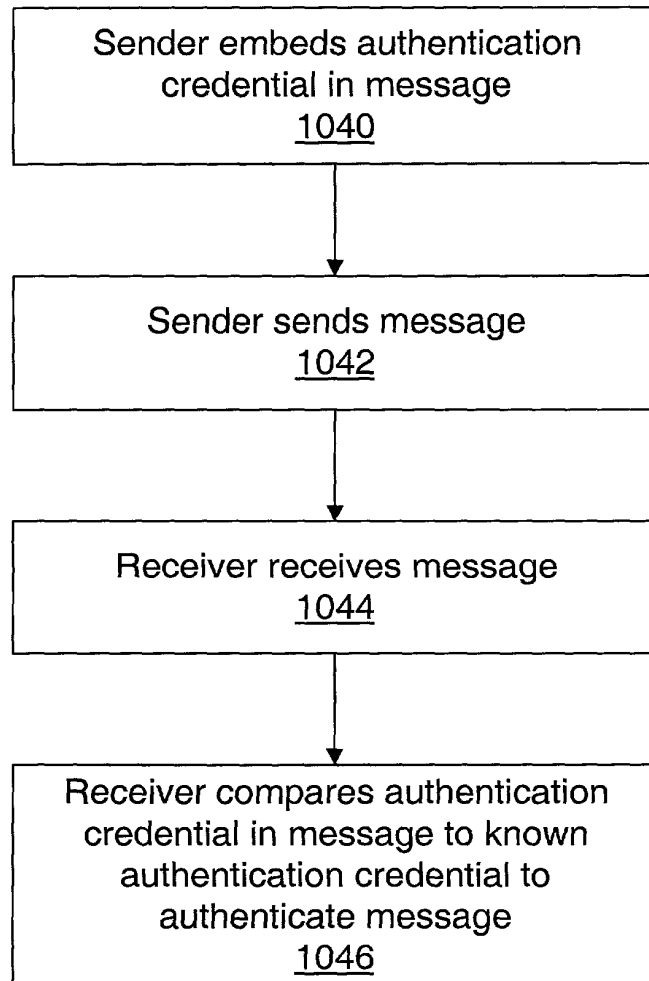 Sender embeds authentication
credential in message
1040
Sender sends message
1042
Receiver receives message
1044
Receiver compares authentication
credential in message to known
authentication credential to
authenticate message
1046